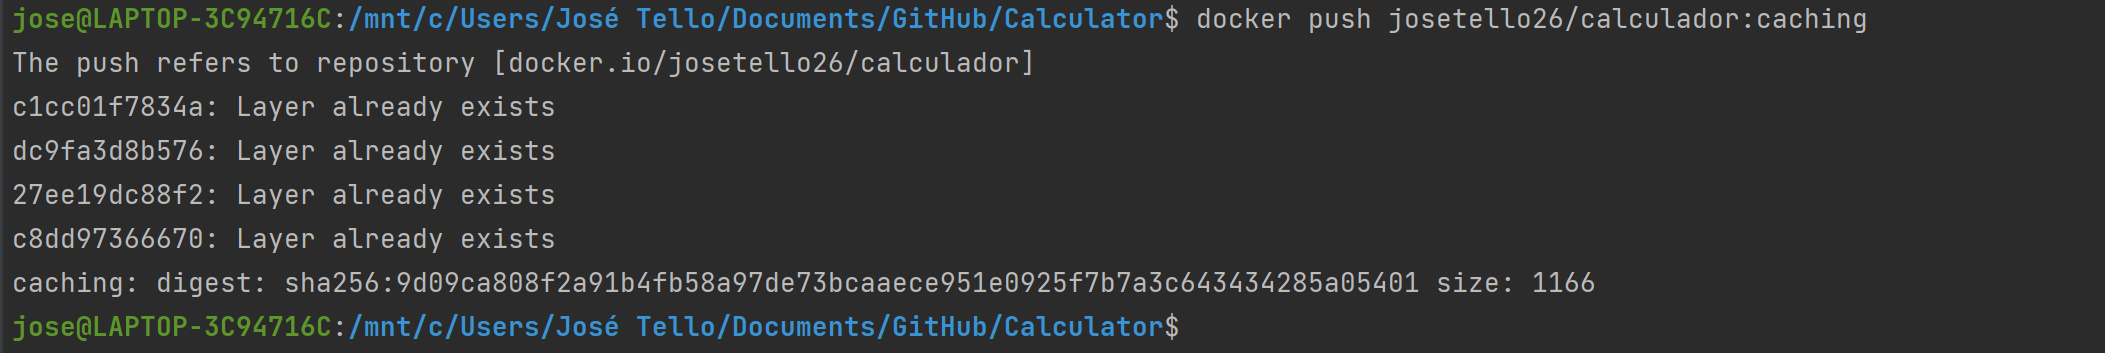 jose@LAPTOP-3C94716C:/mnt/c/Users/José Tello/Documents/GitHub/Calculator$ docker push josetello26/calculador:caching
The push refers to repository [docker.io/josetello26/calculador]
c1cc01f7834a: Layer already exists
dc9fa3d8b576: Layer already exists
27ee19dc88f2: Layer already exists
c8dd97366670: Layer already exists
caching: digest: sha256:9d09ca808f2a91b4fb58a97de73bcaaece951e0925f7b7a3c643434285a05401 size: 1166
jose@LAPTOP-3C94716C:/mnt/c/Users/José Tello/Documents/GitHub/Calculator$